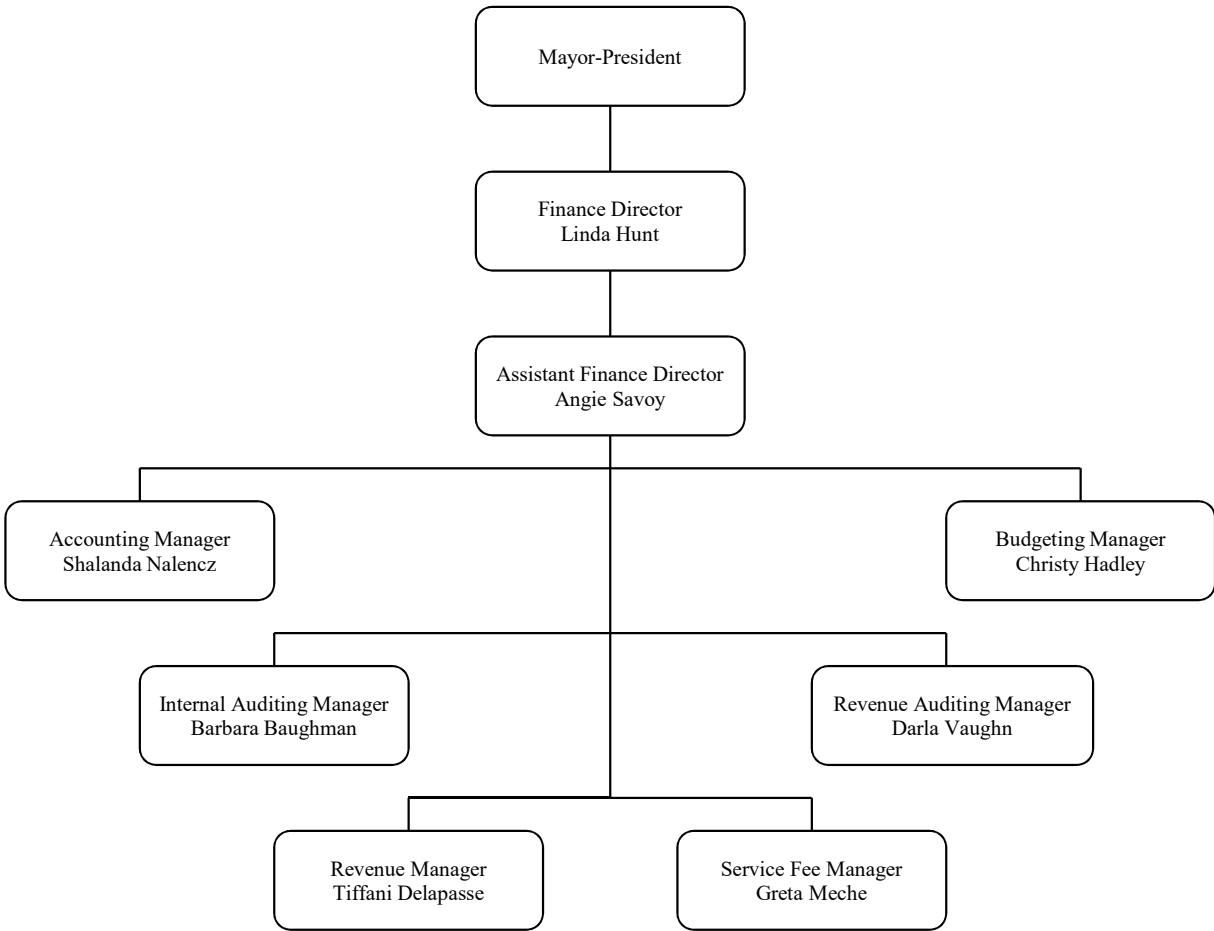 Mayor-President
Finance Director
Linda Hunt
Assistant Finance Director
Angie Savoy
Accounting Manager
Shalanda Nalencz
Budgeting Manager
Christy Hadley
Internal Auditing Manager
Barbara Baughman
Revenue Auditing Manager
Darla Vaughn
Revenue Manager
Tiffani Delapasse
Service Fee Manager
Greta Meche